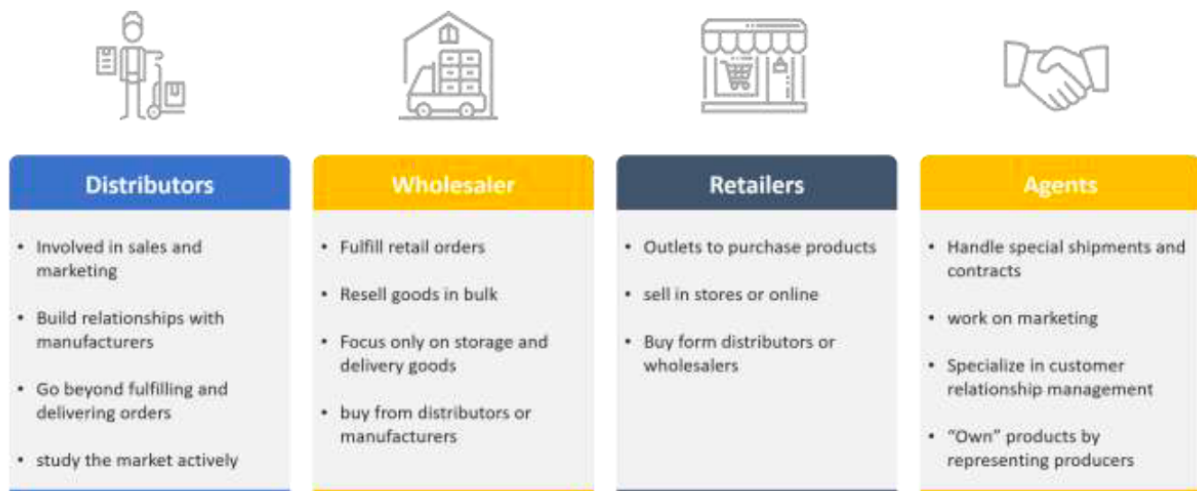 Distributors
• Involved in sales and
marketing
• Build relationships with
manufacturers
• Go beyond fulfilling and
delivering orders
• study the market actively
Wholesaler
• Fulfill retail orders
• Resell goods in bulk
• Focus only on storage and
delivery goods
• buy from distributors or
manufacturers
Retailers
• Outlets to purchase products
• sell in stores or online
• Buy form distributors or
wholesalers
Agents
• Handle special shipments and
contracts
• work on marketing
• Specialize in customer
relationship management
• “Own” products by
representing producers